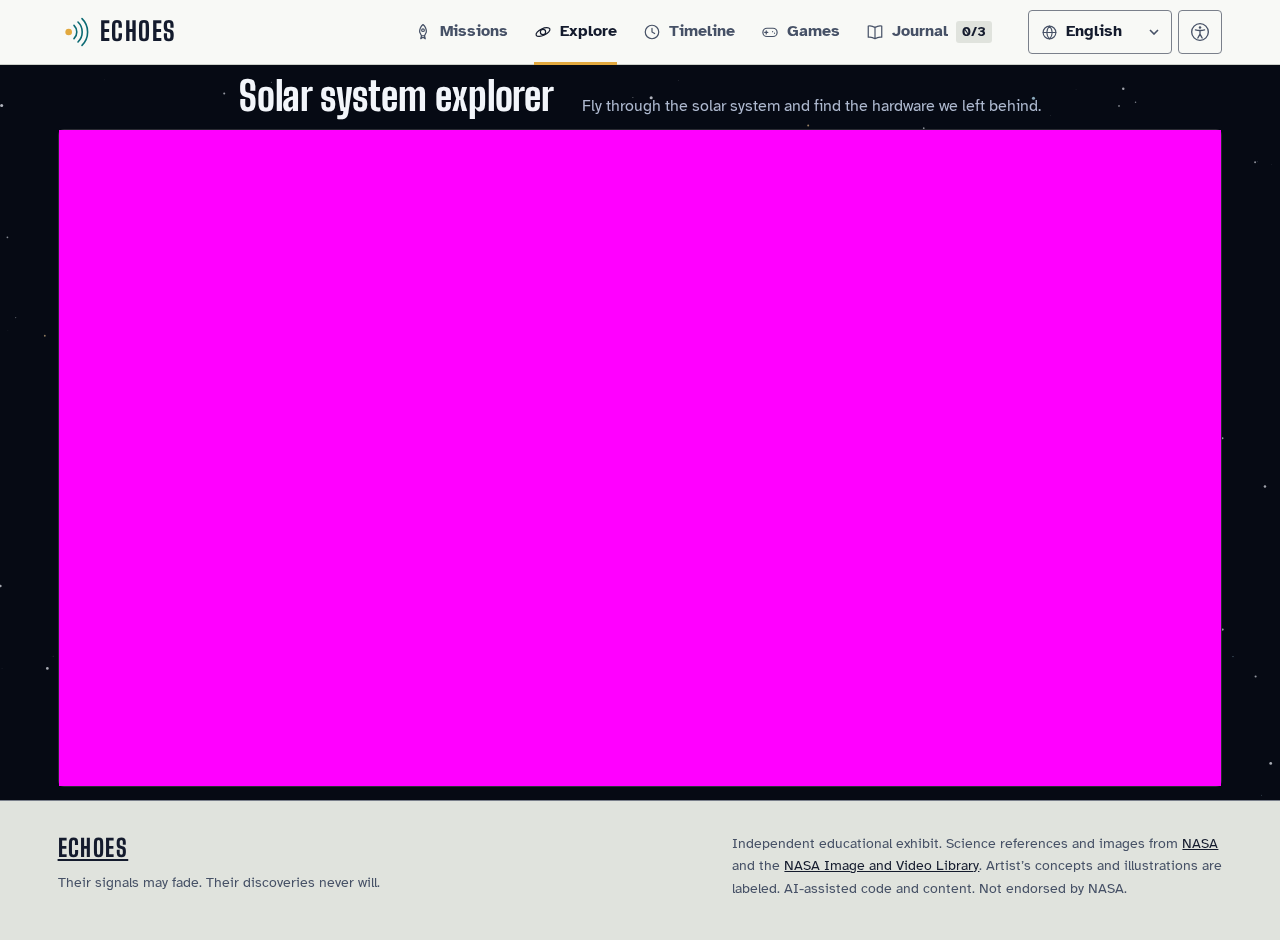 ECHOES
Missions
Explore
Timeline
Games
Journal 0/3
English
Solar system explorer
Fly through the solar system and find the hardware we left behind.
ECHOES
Their signals may fade. Their discoveries never will.
Independent educational exhibit. Science references and images from NASA
and the NASA Image and Video Library. Artist's concepts and illustrations are
labeled. AI-assisted code and content. Not endorsed by NASA.